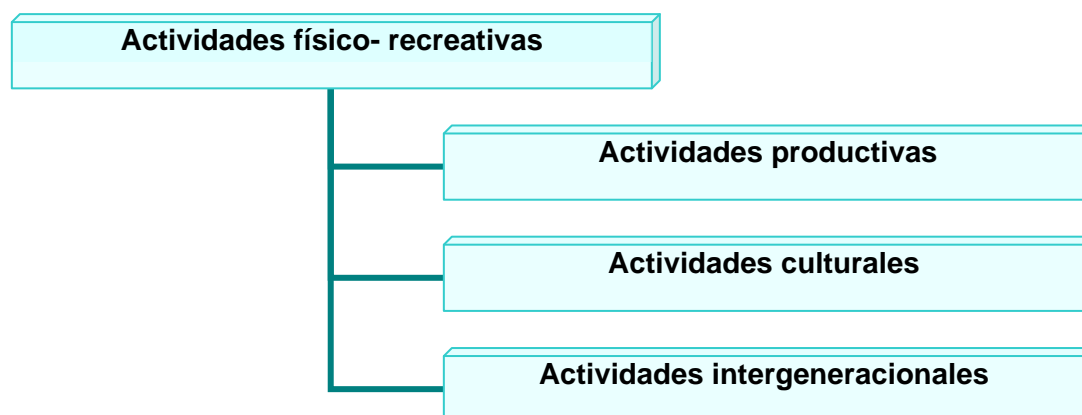 Actividades físico- recreativas
Actividades productivas
Actividades culturales
Actividades intergeneracionales